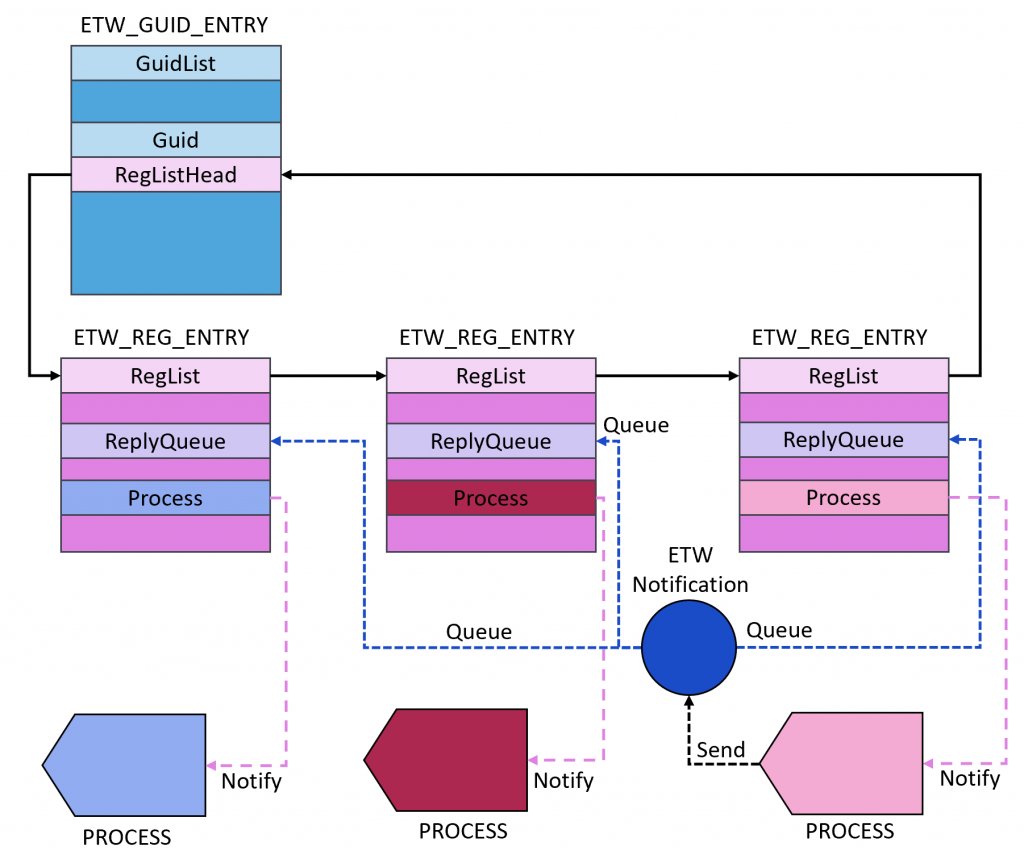 ETW_GUID_ENTRY
GuidList
Guid
RegListHead
ETW_REG_ENTRY
ETW_REG_ENTRY
ETW_REG_ENTRY
RegList
RegList
RegList
Queue
ReplyQueue
ReplyQueue
ReplyQueue
Process
Process
Process
ETW
Notification
Queue
Queue
Send
Notify
Notify
Notify
PROCESS
PROCESS
PROCESS